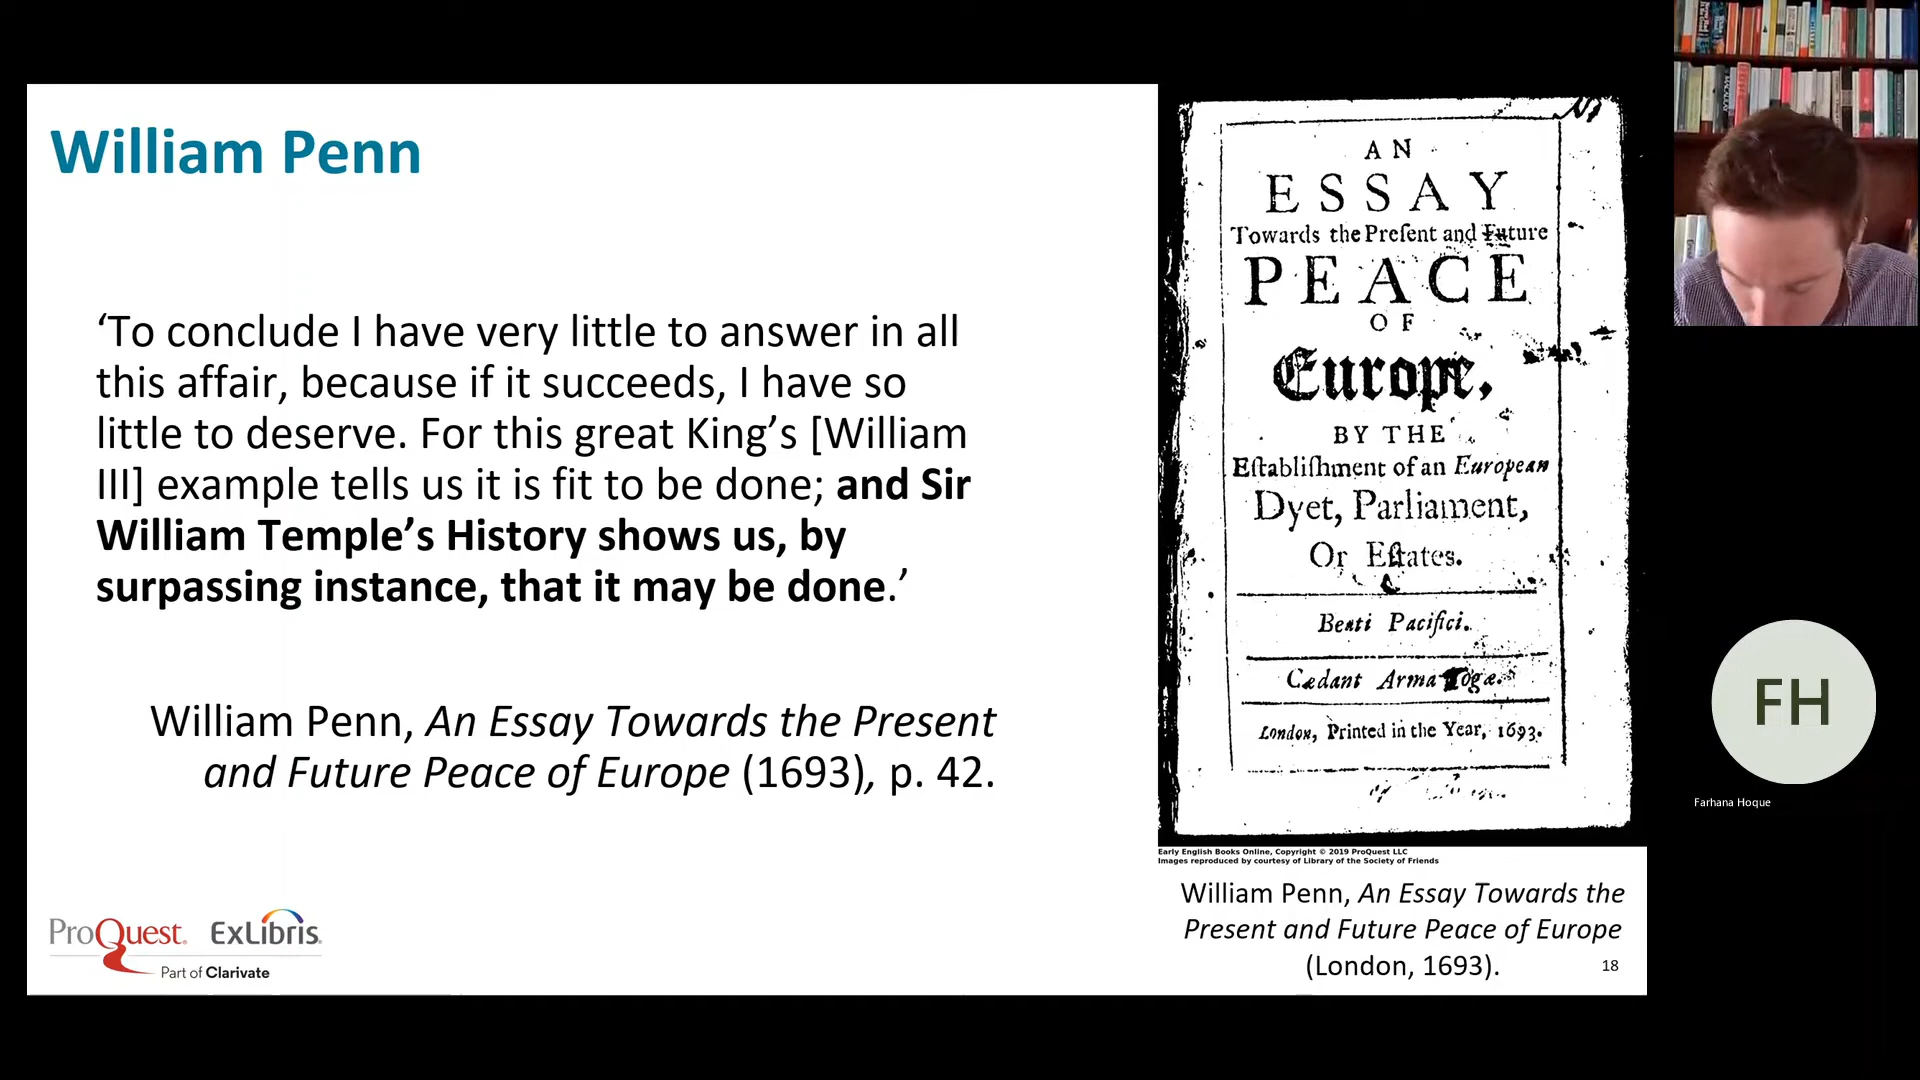 William Penn
‘To conclude I have very little to answer in all
this affair, because if it succeeds, I have so
little to deserve. For this great King’s [William
III] example tells us it is fit to be done; and Sir
William Temple’s History shows us, by
surpassing instance, that it may be done.’
William Penn, An Essay Towards the Present
and Future Peace of Europe (1693), p. 42.
ProQuest
ExLibris
Part of Clarivate
AN
ESSAY
Towards the Preſent and Future
PEACE
OF
Europe,
BY THE
Eſtabliſhment of an European
Dyet, Parliament,
Or Eſtates.
Beati Pacifici.
Cædant Arma Togæ.
London, Printed in the Year, 1693.
Early English Books Online, Copyright © 2019 ProQuest LLC
Images reproduced by courtesy of Library of the Society of Friends
William Penn, An Essay Towards the
Present and Future Peace of Europe
(London, 1693).
18
FH
Farhana Hoque